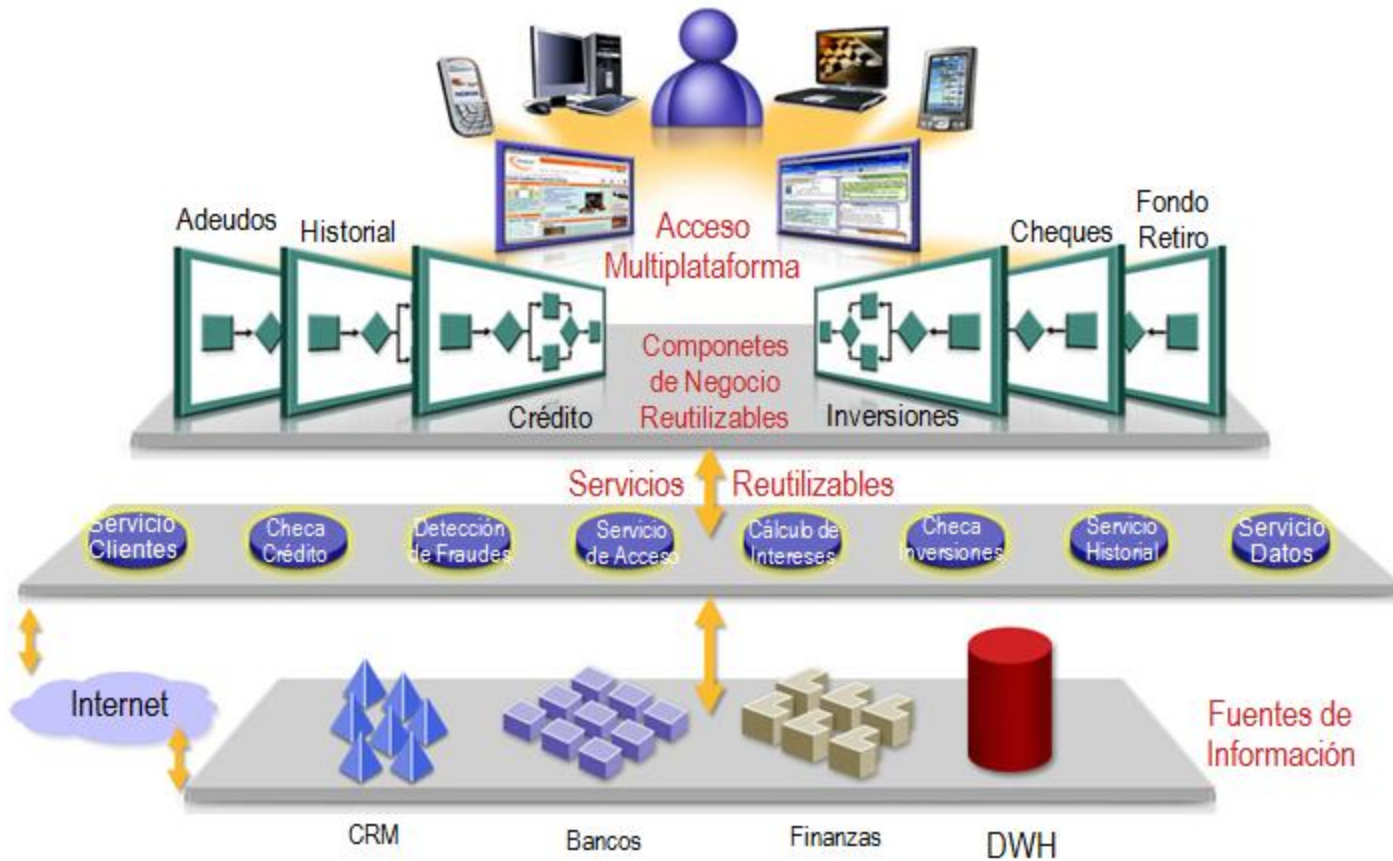 Adeudos
Historial
Acceso
Multiplataforma
Cheques
Fondo
Retiro
Componetes
de Negocio
Reutilizables
Crédito
Inversiones
Servicios Reutilizables
Servicio
Clientes
Checa
Crédito
Detección
de Fraudes
Servicio
de Acceso
Cálculo de
Intereses
Checa
Inversiones
Servicio
Historial
Servicio
Datos
Internet
Fuentes de
Información
CRM
Bancos
Finanzas
DWH